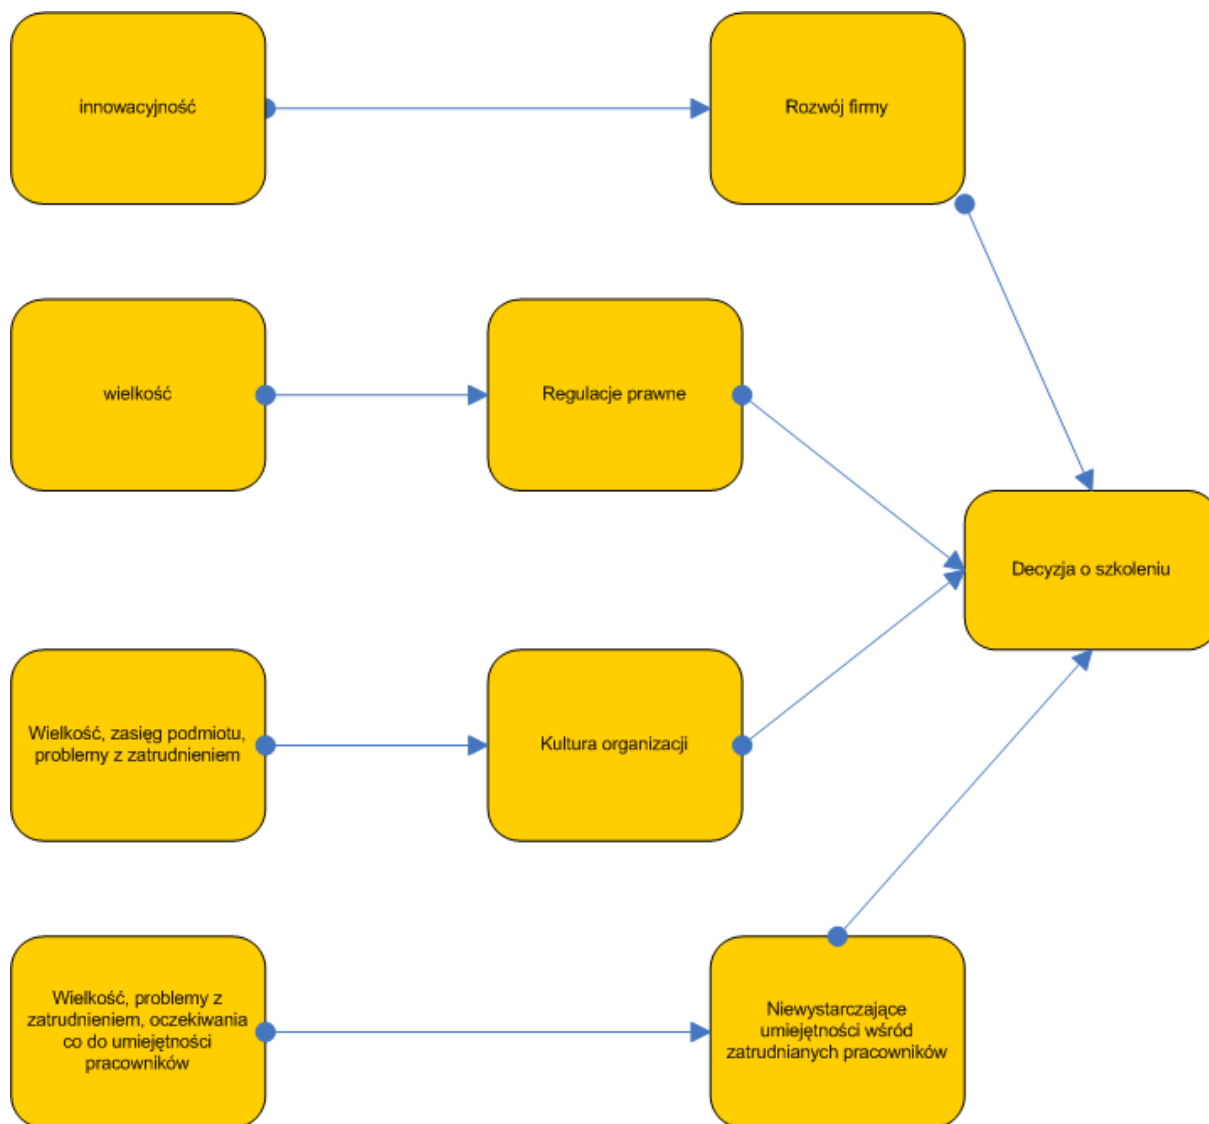 innowacyjność
Rozwój firmy
wielkość
Regulacje prawne
Decyzja o szkoleniu
Wielkość, zasięg podmiotu,
problemy z zatrudnieniem
Kultura organizacji
Wielkość, problemy z
zatrudnieniem, oczekiwania
co do umiejętności
pracowników
Niewystarczające
umiejętności wśród
zatrudnianych pracowników